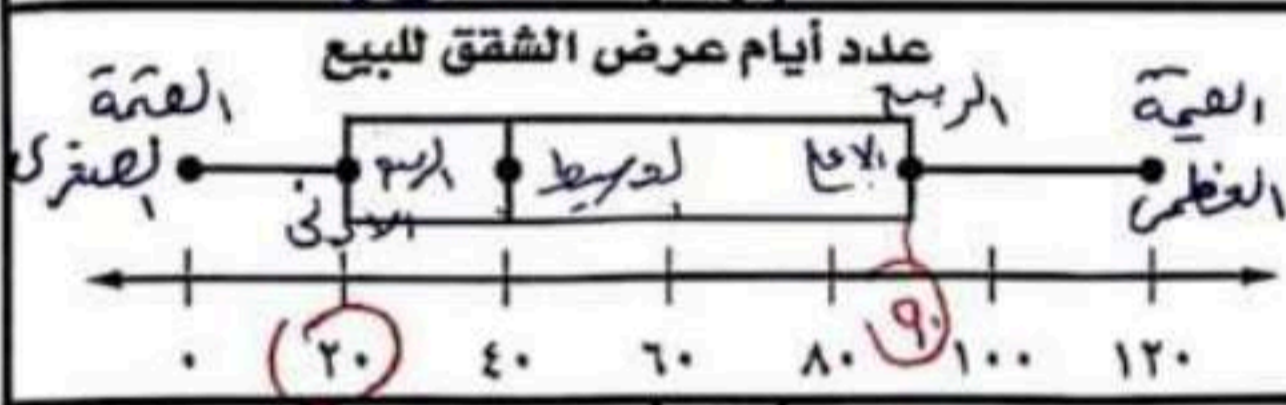 عدد أيام عرض الشقق للبيع
القيمة الصغرى
الربيع الأدنى
الوسيط
الربيع الأعلى
القيمة العظمى
٠ ٢٠ ٤٠ ٦٠ ٨٠ ٩٠ ١٠٠ ١٢٠